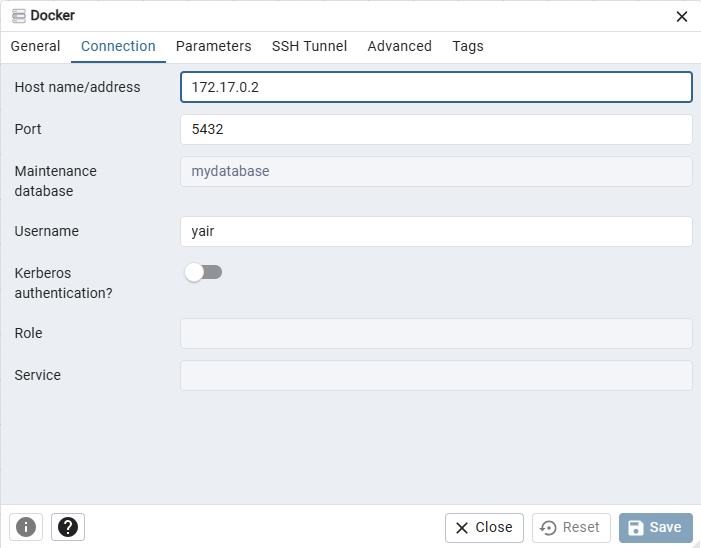 Docker
General Connection Parameters SSH Tunnel Advanced Tags
Host name/address 172.17.0.2
Port 5432
Maintenance
database mydatabase
Username yair
Kerberos
authentication?
Role
Service
Close Reset Save